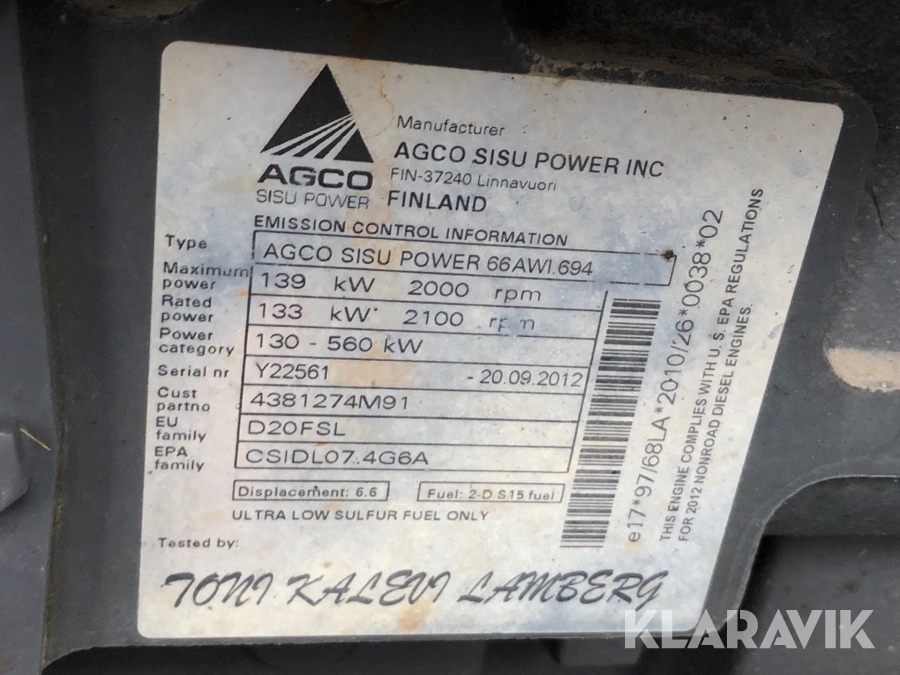 AGCO
SISU POWER
Manufacturer
AGCO SISU POWER INC
FIN-37240 Linnavuori
FINLAND
EMISSION CONTROL INFORMATION
Type AGCO SISU POWER 66AWI.694
Maximum power 139 kW 2000 rpm
Rated power 133 kW 2100 rpm
Power category 130 - 560 kW
Serial nr Y22561 - 20.09.2012
Cust partno 4381274M91
EU family D20FSL
EPA family CSIDL07.4G6A
Displacement: 6.6 Fuel: 2-D S15 fuel
ULTRA LOW SULFUR FUEL ONLY
Tested by:
TONI KALEVI LAMBERG
e17*97/68LA*2010/26*0038*02
THIS ENGINE COMPLIES WITH U.S. EPA REGULATIONS
FOR 2012 NONROAD DIESEL ENGINES.
KLARAVIK